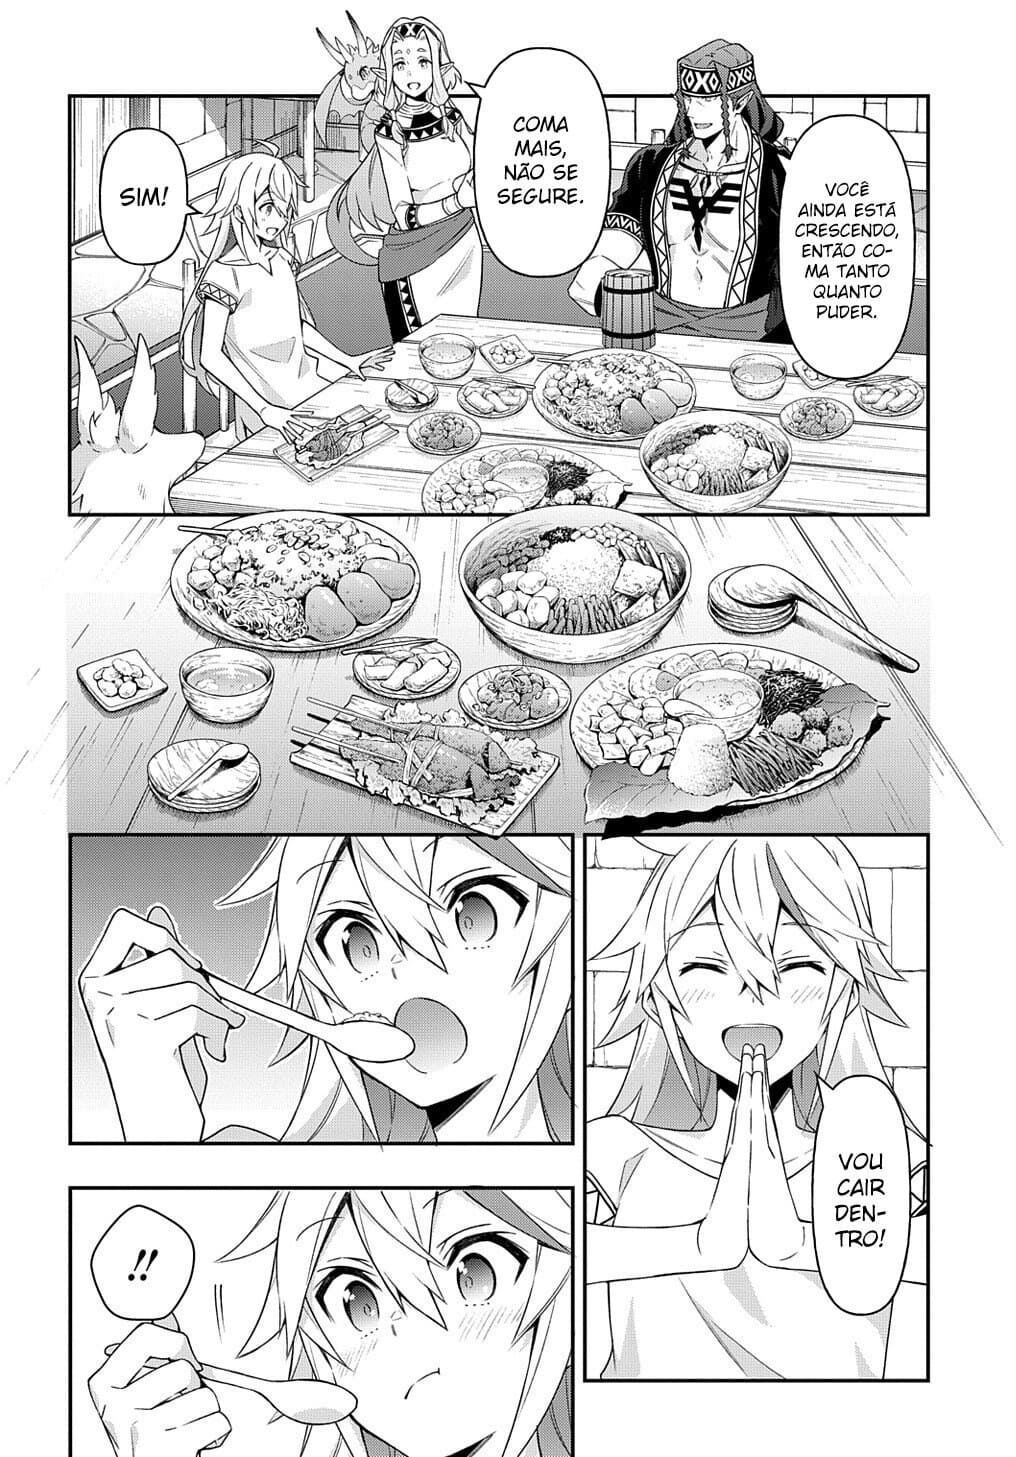 VOCÊ
AINDA ESTÁ
CRESCENDO,
ENTÃO CO-
MA TANTO
QUANTO
PUDER.
COMA
MAIS,
NÃO SE
SEGURE.
SIM!
VOU
CAIR
DEN-
TRO!
!!